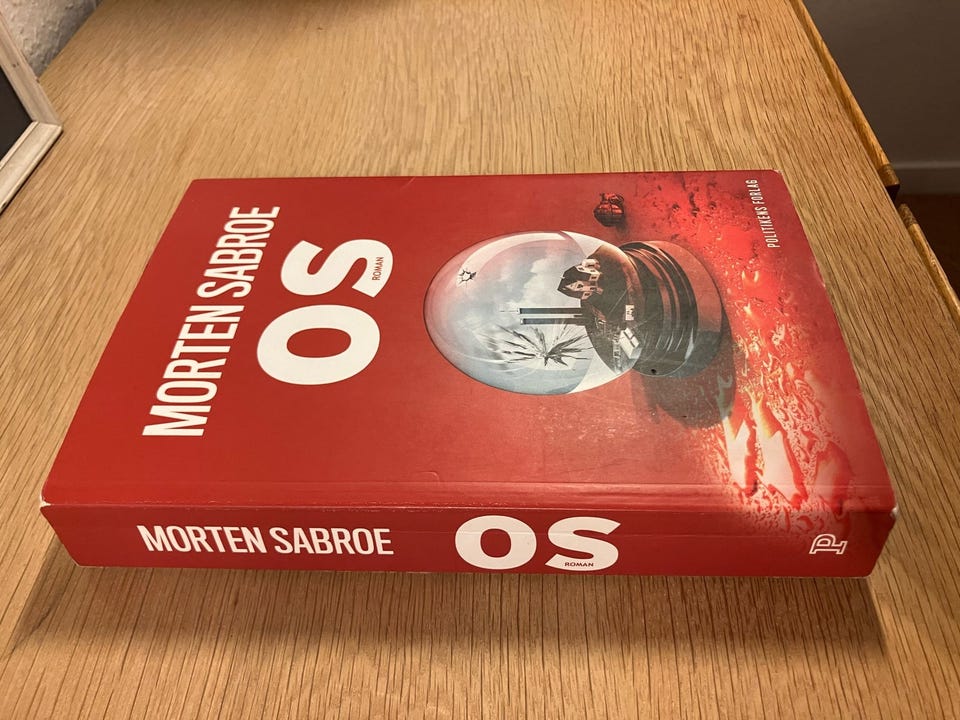 MORTEN SABROE
OS
ROMAN
POLITIKENS FORLAG
MORTEN SABROE
OS
ROMAN
P